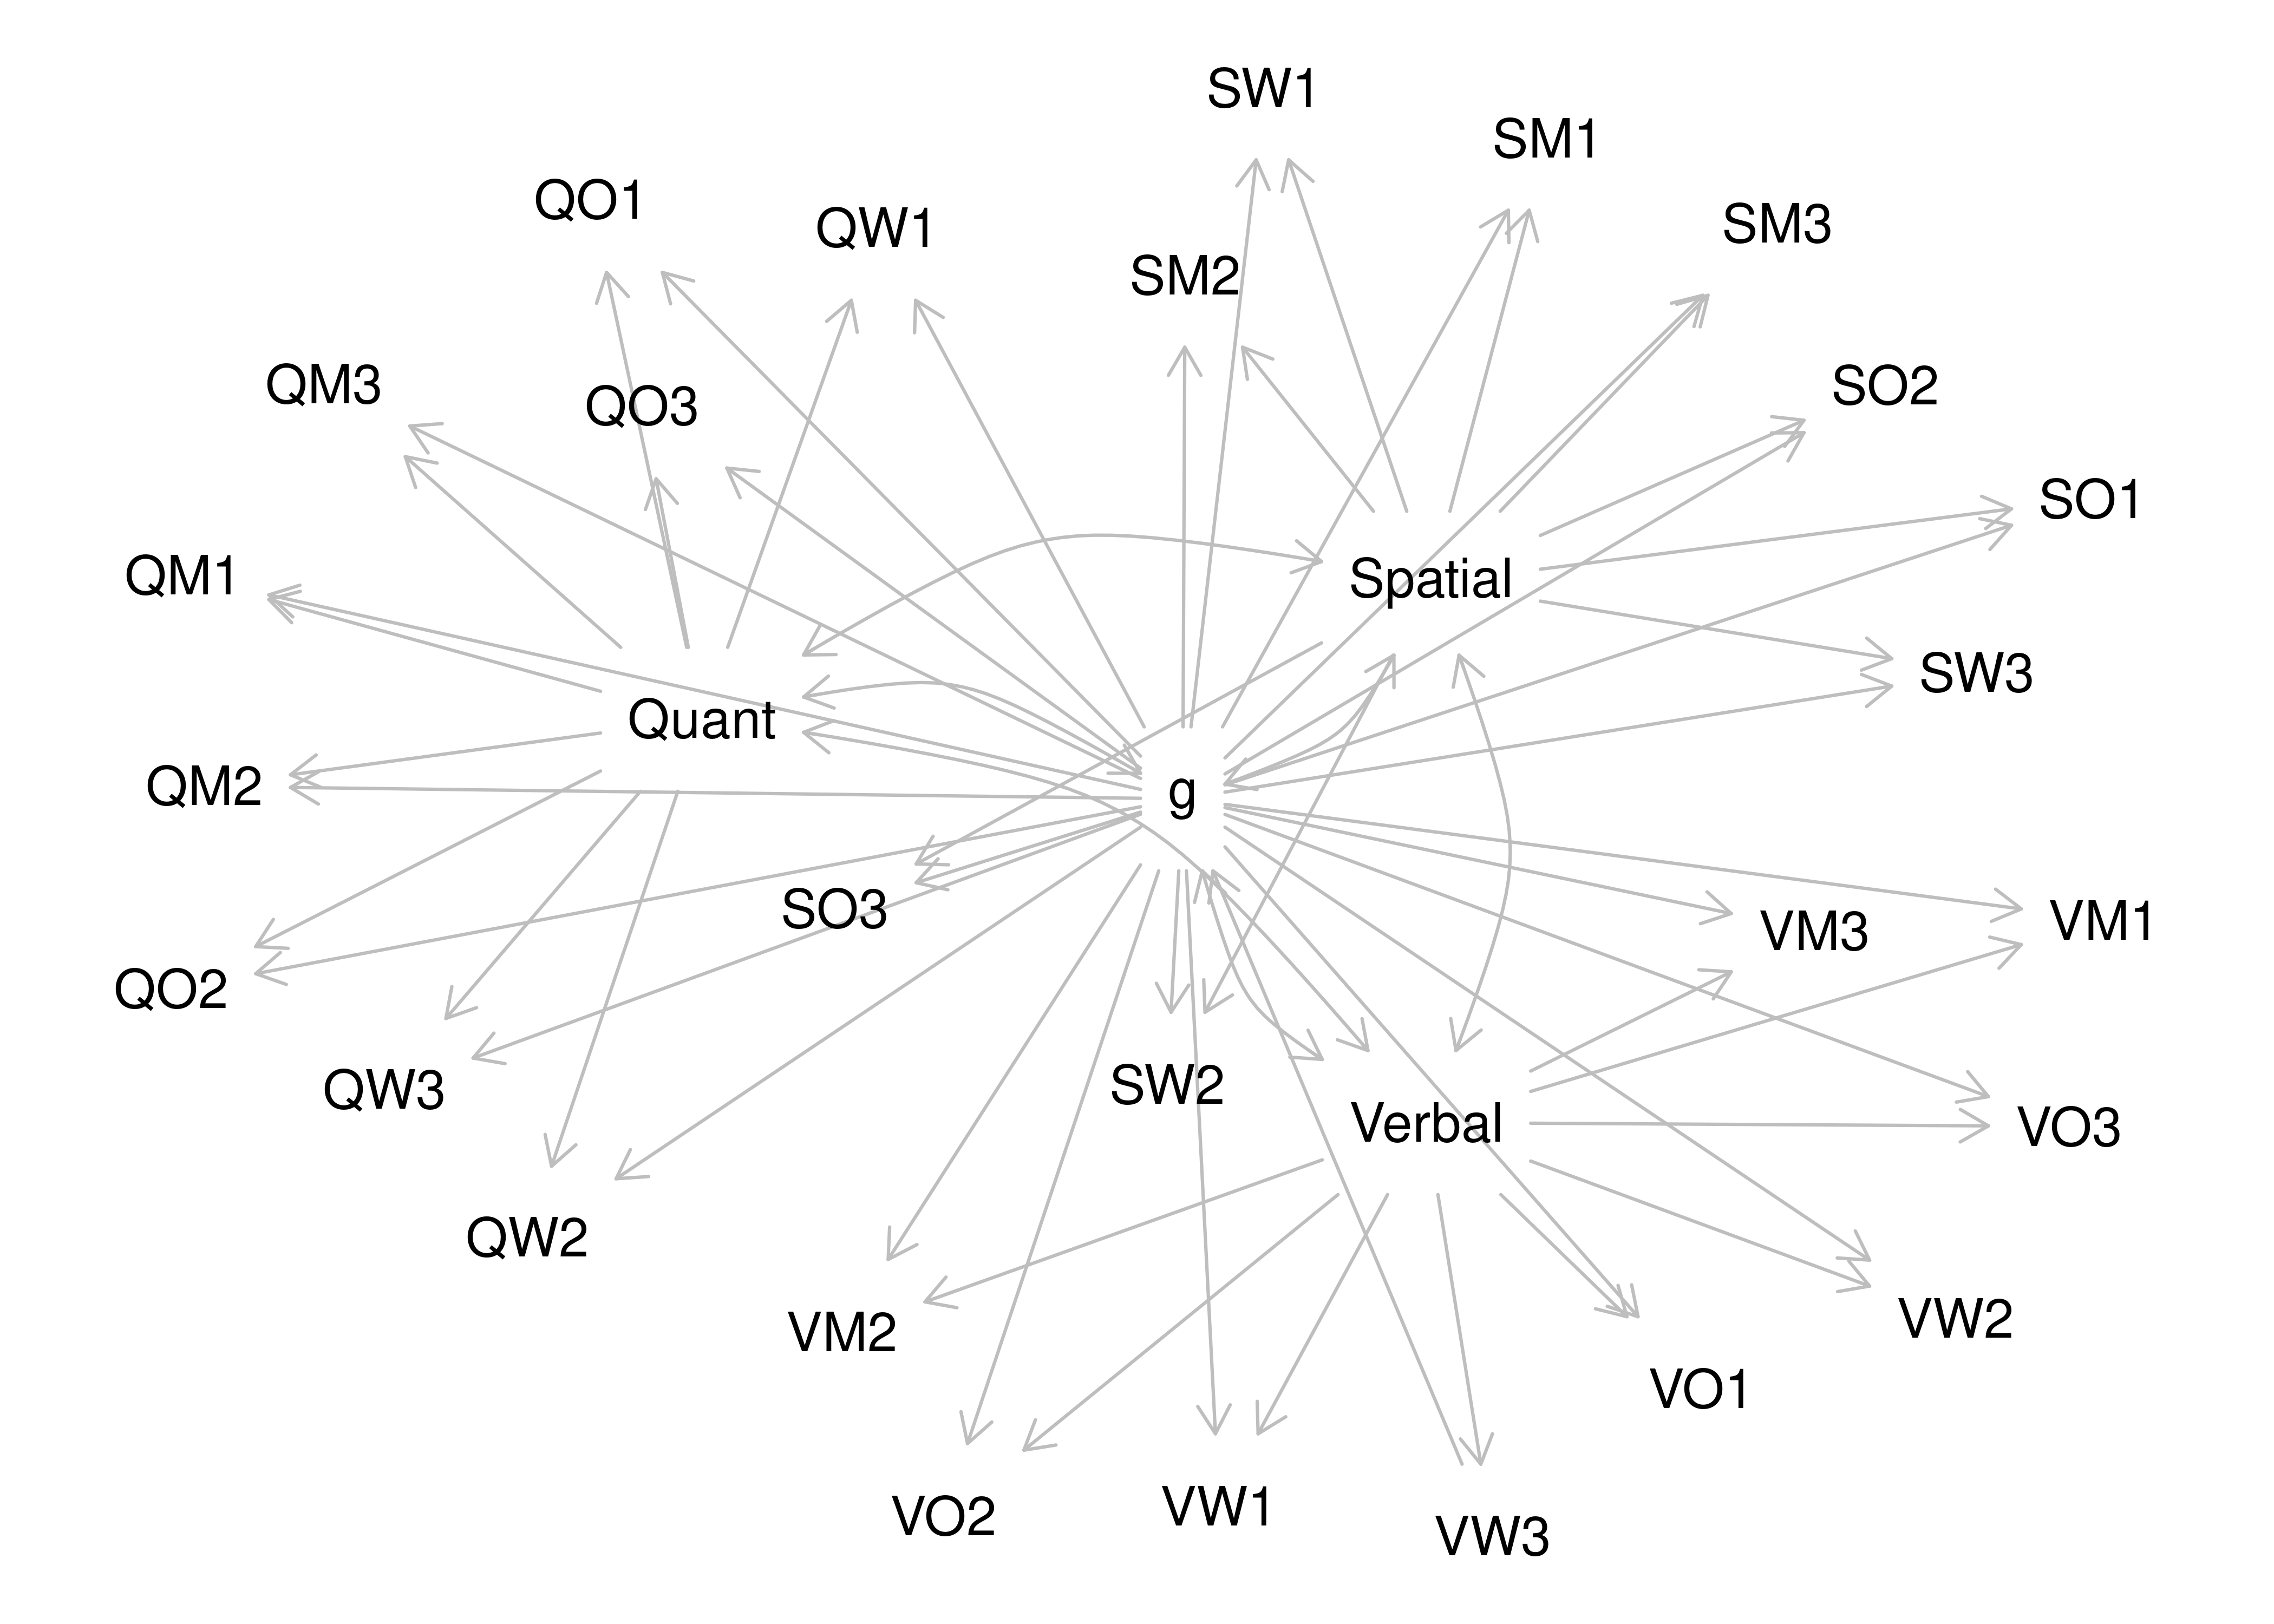 SW1
SM1
QO1
QW1
SM3
SM2
QM3
QO3
SO2
SO1
QM1
Spatial
SW3
Quant
QM2
g
SO3
VM3
VM1
QO2
QW3
SW2
Verbal
VO3
QW2
VM2
VW2
VO1
VO2
VW1
VW3